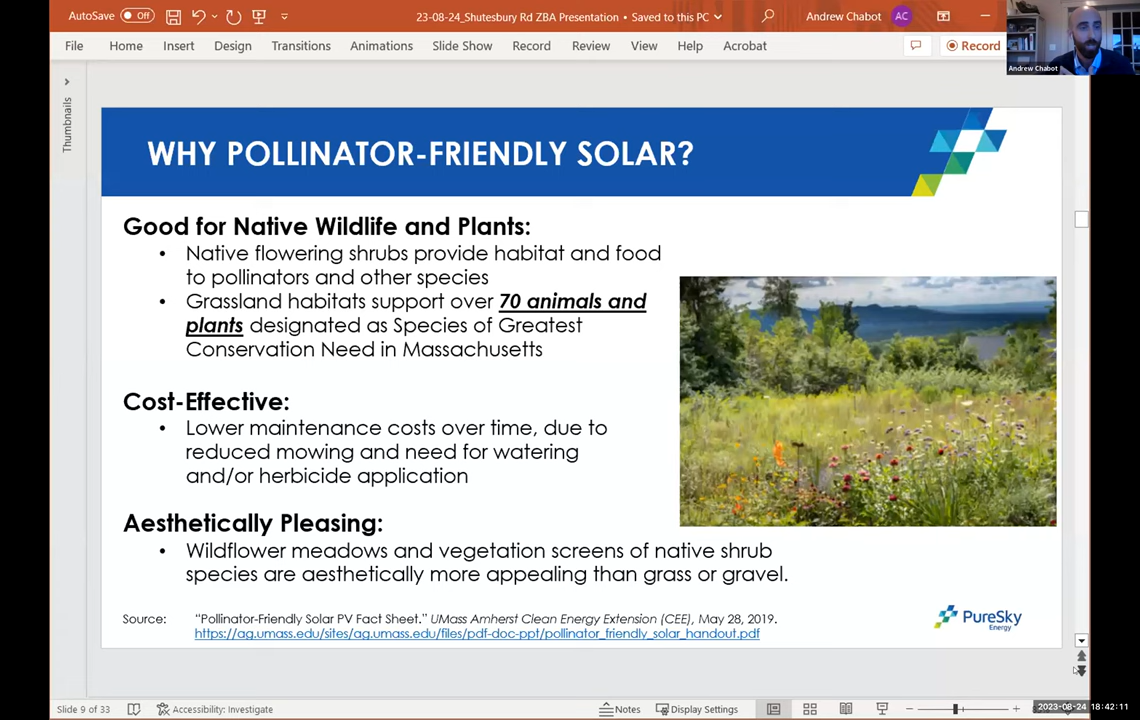 AutoSave Off
23-08-24_Shutesbury Rd ZBA Presentation • Saved to this PC
Andrew Chabot AC
File Home Insert Design Transitions Animations Slide Show Record Review View Help Acrobat
Record
Andrew Chabot
Thumbnails
WHY POLLINATOR-FRIENDLY SOLAR?
Good for Native Wildlife and Plants:
• Native flowering shrubs provide habitat and food
to pollinators and other species
• Grassland habitats support over 70 animals and
plants designated as Species of Greatest
Conservation Need in Massachusetts
Cost-Effective:
• Lower maintenance costs over time, due to
reduced mowing and need for watering
and/or herbicide application
Aesthetically Pleasing:
• Wildflower meadows and vegetation screens of native shrub
species are aesthetically more appealing than grass or gravel.
Source: "Pollinator-Friendly Solar PV Fact Sheet." UMass Amherst Clean Energy Extension (CEE), May 28, 2019.
https://ag.umass.edu/sites/ag.umass.edu/files/pdf-doc-ppt/pollinator_friendly_solar_handout.pdf
PureSky
Energy
Slide 9 of 33
Accessibility: Investigate
Notes
Display Settings
2023-08-24 18:42:11